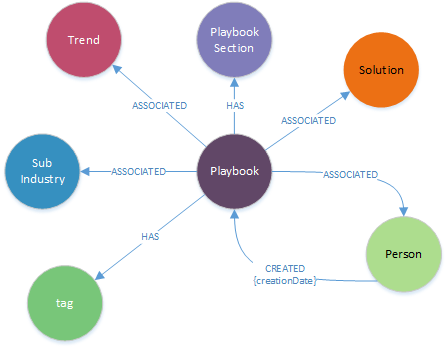 Trend
Playbook
Section
Solution
ASSOCIATED
HAS
ASSOCIATED
Sub
Industry
ASSOCIATED
Playbook
ASSOCIATED
HAS
Person
CREATED
{creationDate}
tag